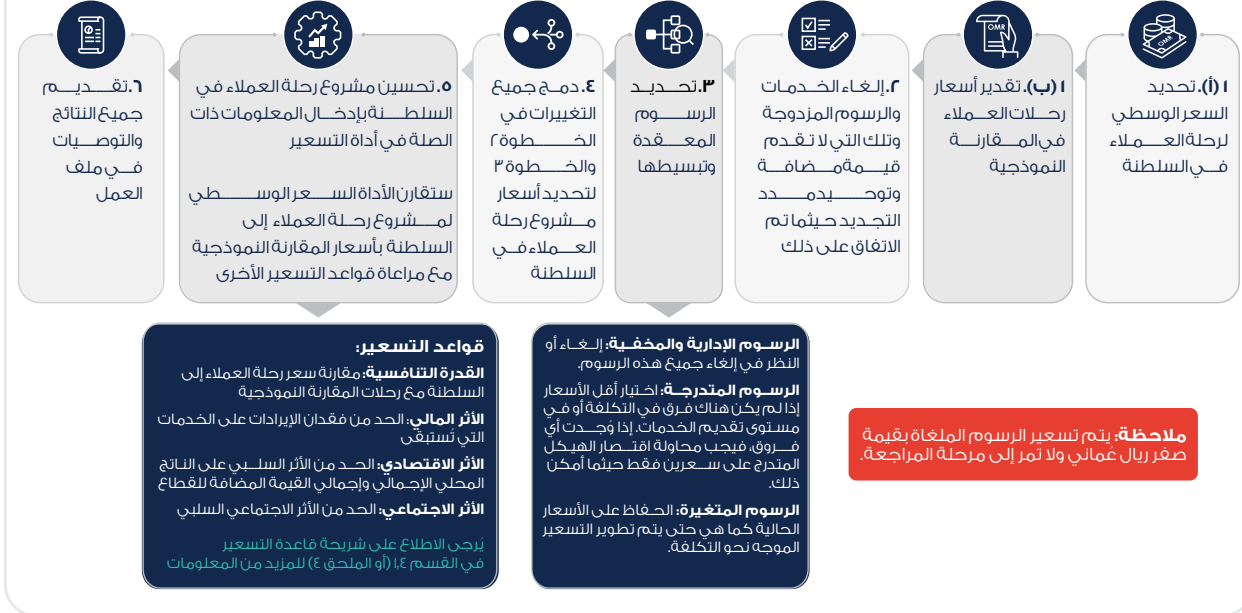 OMR
OMR
١ (أ). تحديد
السعر الوسطي
لرحلة العملاء
في السلطنة
١ (ب). تقدير أسعار
رحلات العملاء
في المقارنة
النموذجية
٢. إلغاء الخدمات
والرسوم المزدوجة
وتلك التي لا تقدم
قيمة مضافة
وتوحيد مدد
التجديد حيثما تم
الاتفاق على ذلك
٣. تحديد
الرسوم
المعقدة
وتبسيطها
٤. دمج جميع
التغييرات في
الخطوة ٢
والخطوة ٣
لتحديد أسعار
مشروع رحلة
العملاء في
السلطنة
٥. تحسين مشروع رحلة العملاء في
السلطنة بإدخال المعلومات ذات
الصلة في أداة التسعير
ستقارن الأداة السعر الوسطي
لمشروع رحلة العملاء إلى
السلطنة بأسعار المقارنة النموذجية
مع مراعاة قواعد التسعير الأخرى
٦. تقديم
جميع النتائج
والتوصيات
في ملف
العمل
ملاحظة: يتم تسعير الرسوم الملغاة بقيمة
صفر ريال عُماني ولا تمر إلى مرحلة المراجعة.
الرسوم الإدارية والمخفية: إلغاء أو
النظر في إلغاء جميع هذه الرسوم.
الرسوم المتدرجة: اختيار أقل الأسعار
إذا لم يكن هناك فرق في التكلفة أو في
مستوى تقديم الخدمات. إذا وُجدت أي
فروق، فيجب محاولة اقتصار الهيكل
المتدرج على سعرين فقط حيثما أمكن
ذلك.
الرسوم المتغيرة: الحفاظ على الأسعار
الحالية كما هي حتى يتم تطوير التسعير
الموجه نحو التكلفة.
قواعد التسعير:
القدرة التنافسية: مقارنة سعر رحلة العملاء إلى
السلطنة مع رحلات المقارنة النموذجية
الأثر المالي: الحد من فقدان الإيرادات على الخدمات
التي تُستبقى
الأثر الاقتصادي: الحد من الأثر السلبي على الناتج
المحلي الإجمالي وإجمالي القيمة المضافة للقطاع
الأثر الاجتماعي: الحد من الأثر الاجتماعي السلبي
يُرجى الاطلاع على شريحة قاعدة التسعير
في القسم ١,٤ (أو الملحق ٤) للمزيد من المعلومات